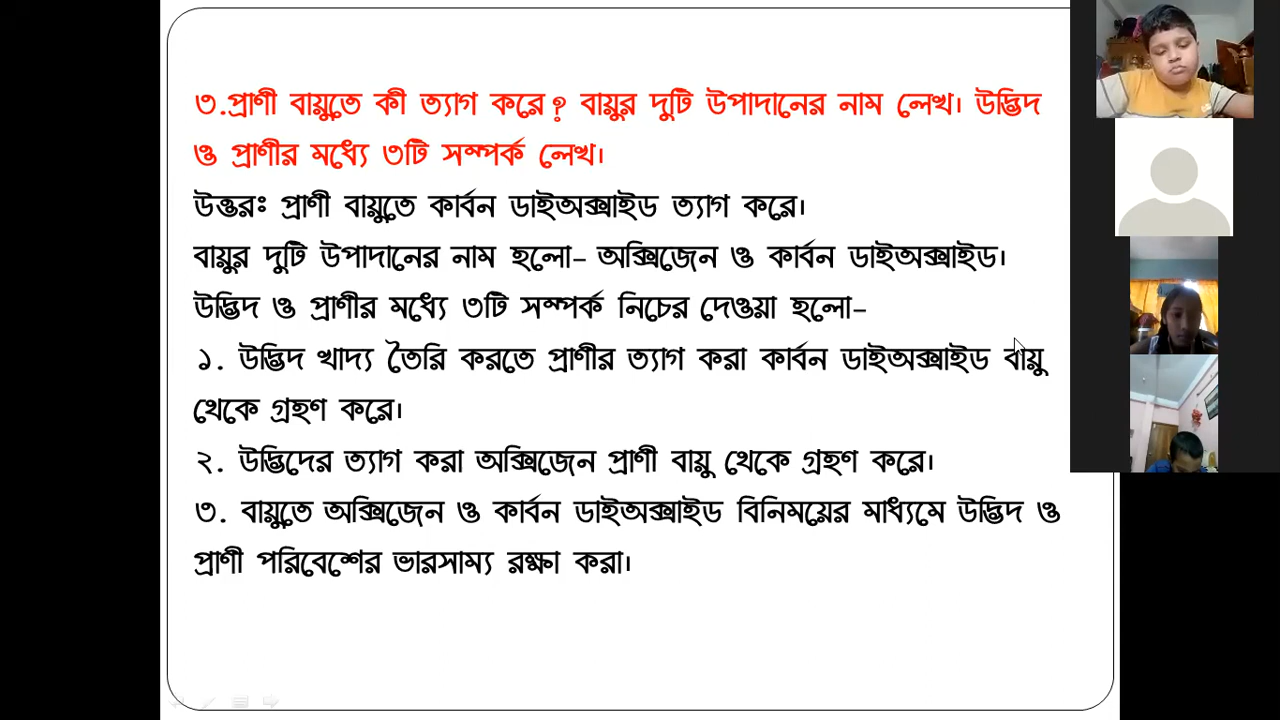 ৩.প্রাণী বায়ুতে কী ত্যাগ করে? বায়ুর দুটি উপাদানের নাম লেখ। উদ্ভিদ
ও প্রাণীর মধ্যে ৩টি সম্পর্ক লেখ।
উত্তরঃ প্রাণী বায়ুতে কার্বন ডাইঅক্সাইড ত্যাগ করে।
বায়ুর দুটি উপাদানের নাম হলো- অক্সিজেন ও কার্বন ডাইঅক্সাইড।
উদ্ভিদ ও প্রাণীর মধ্যে ৩টি সম্পর্ক নিচের দেওয়া হলো-
১. উদ্ভিদ খাদ্য তৈরি করতে প্রাণীর ত্যাগ করা কার্বন ডাইঅক্সাইড বায়ু
থেকে গ্রহণ করে।
২. উদ্ভিদের ত্যাগ করা অক্সিজেন প্রাণী বায়ু থেকে গ্রহণ করে।
৩. বায়ুতে অক্সিজেন ও কার্বন ডাইঅক্সাইড বিনিময়ের মাধ্যমে উদ্ভিদ ও
প্রাণী পরিবেশের ভারসাম্য রক্ষা করা।